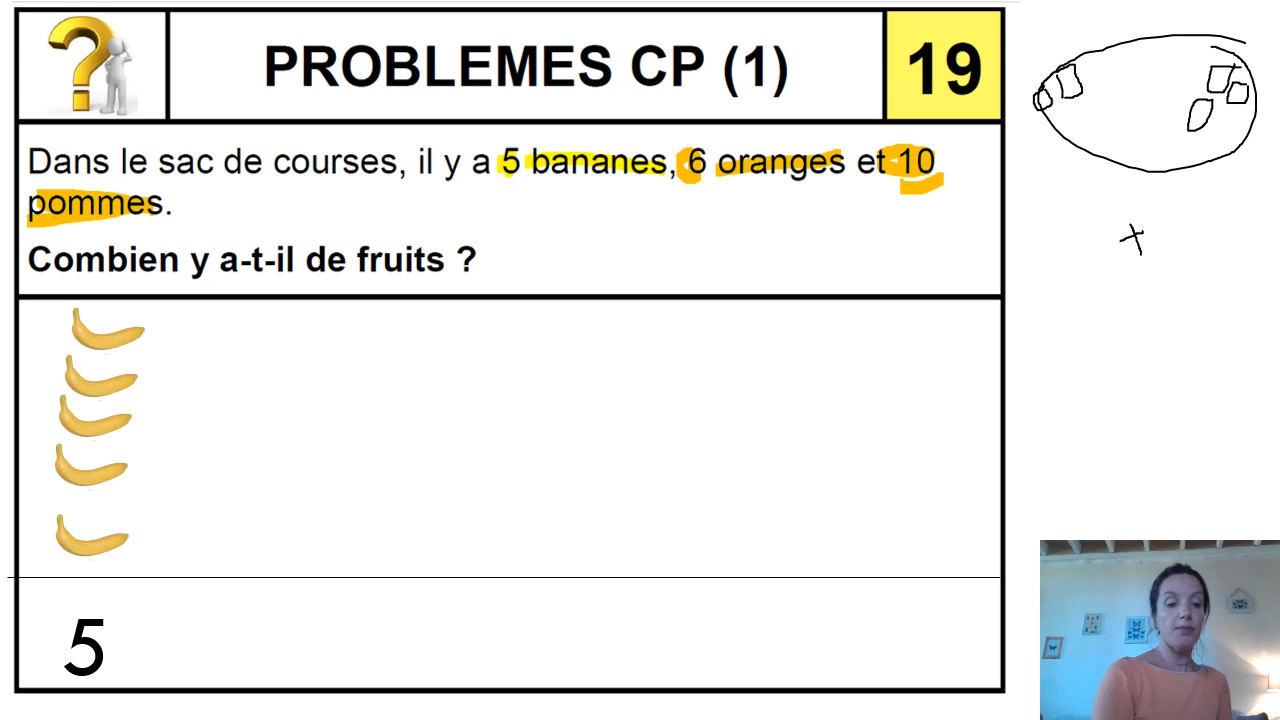 PROBLEMES CP (1)
19
Dans le sac de courses, il y a 5 bananes, 6 oranges et 10
pommes.
Combien y a-t-il de fruits ?
+
5